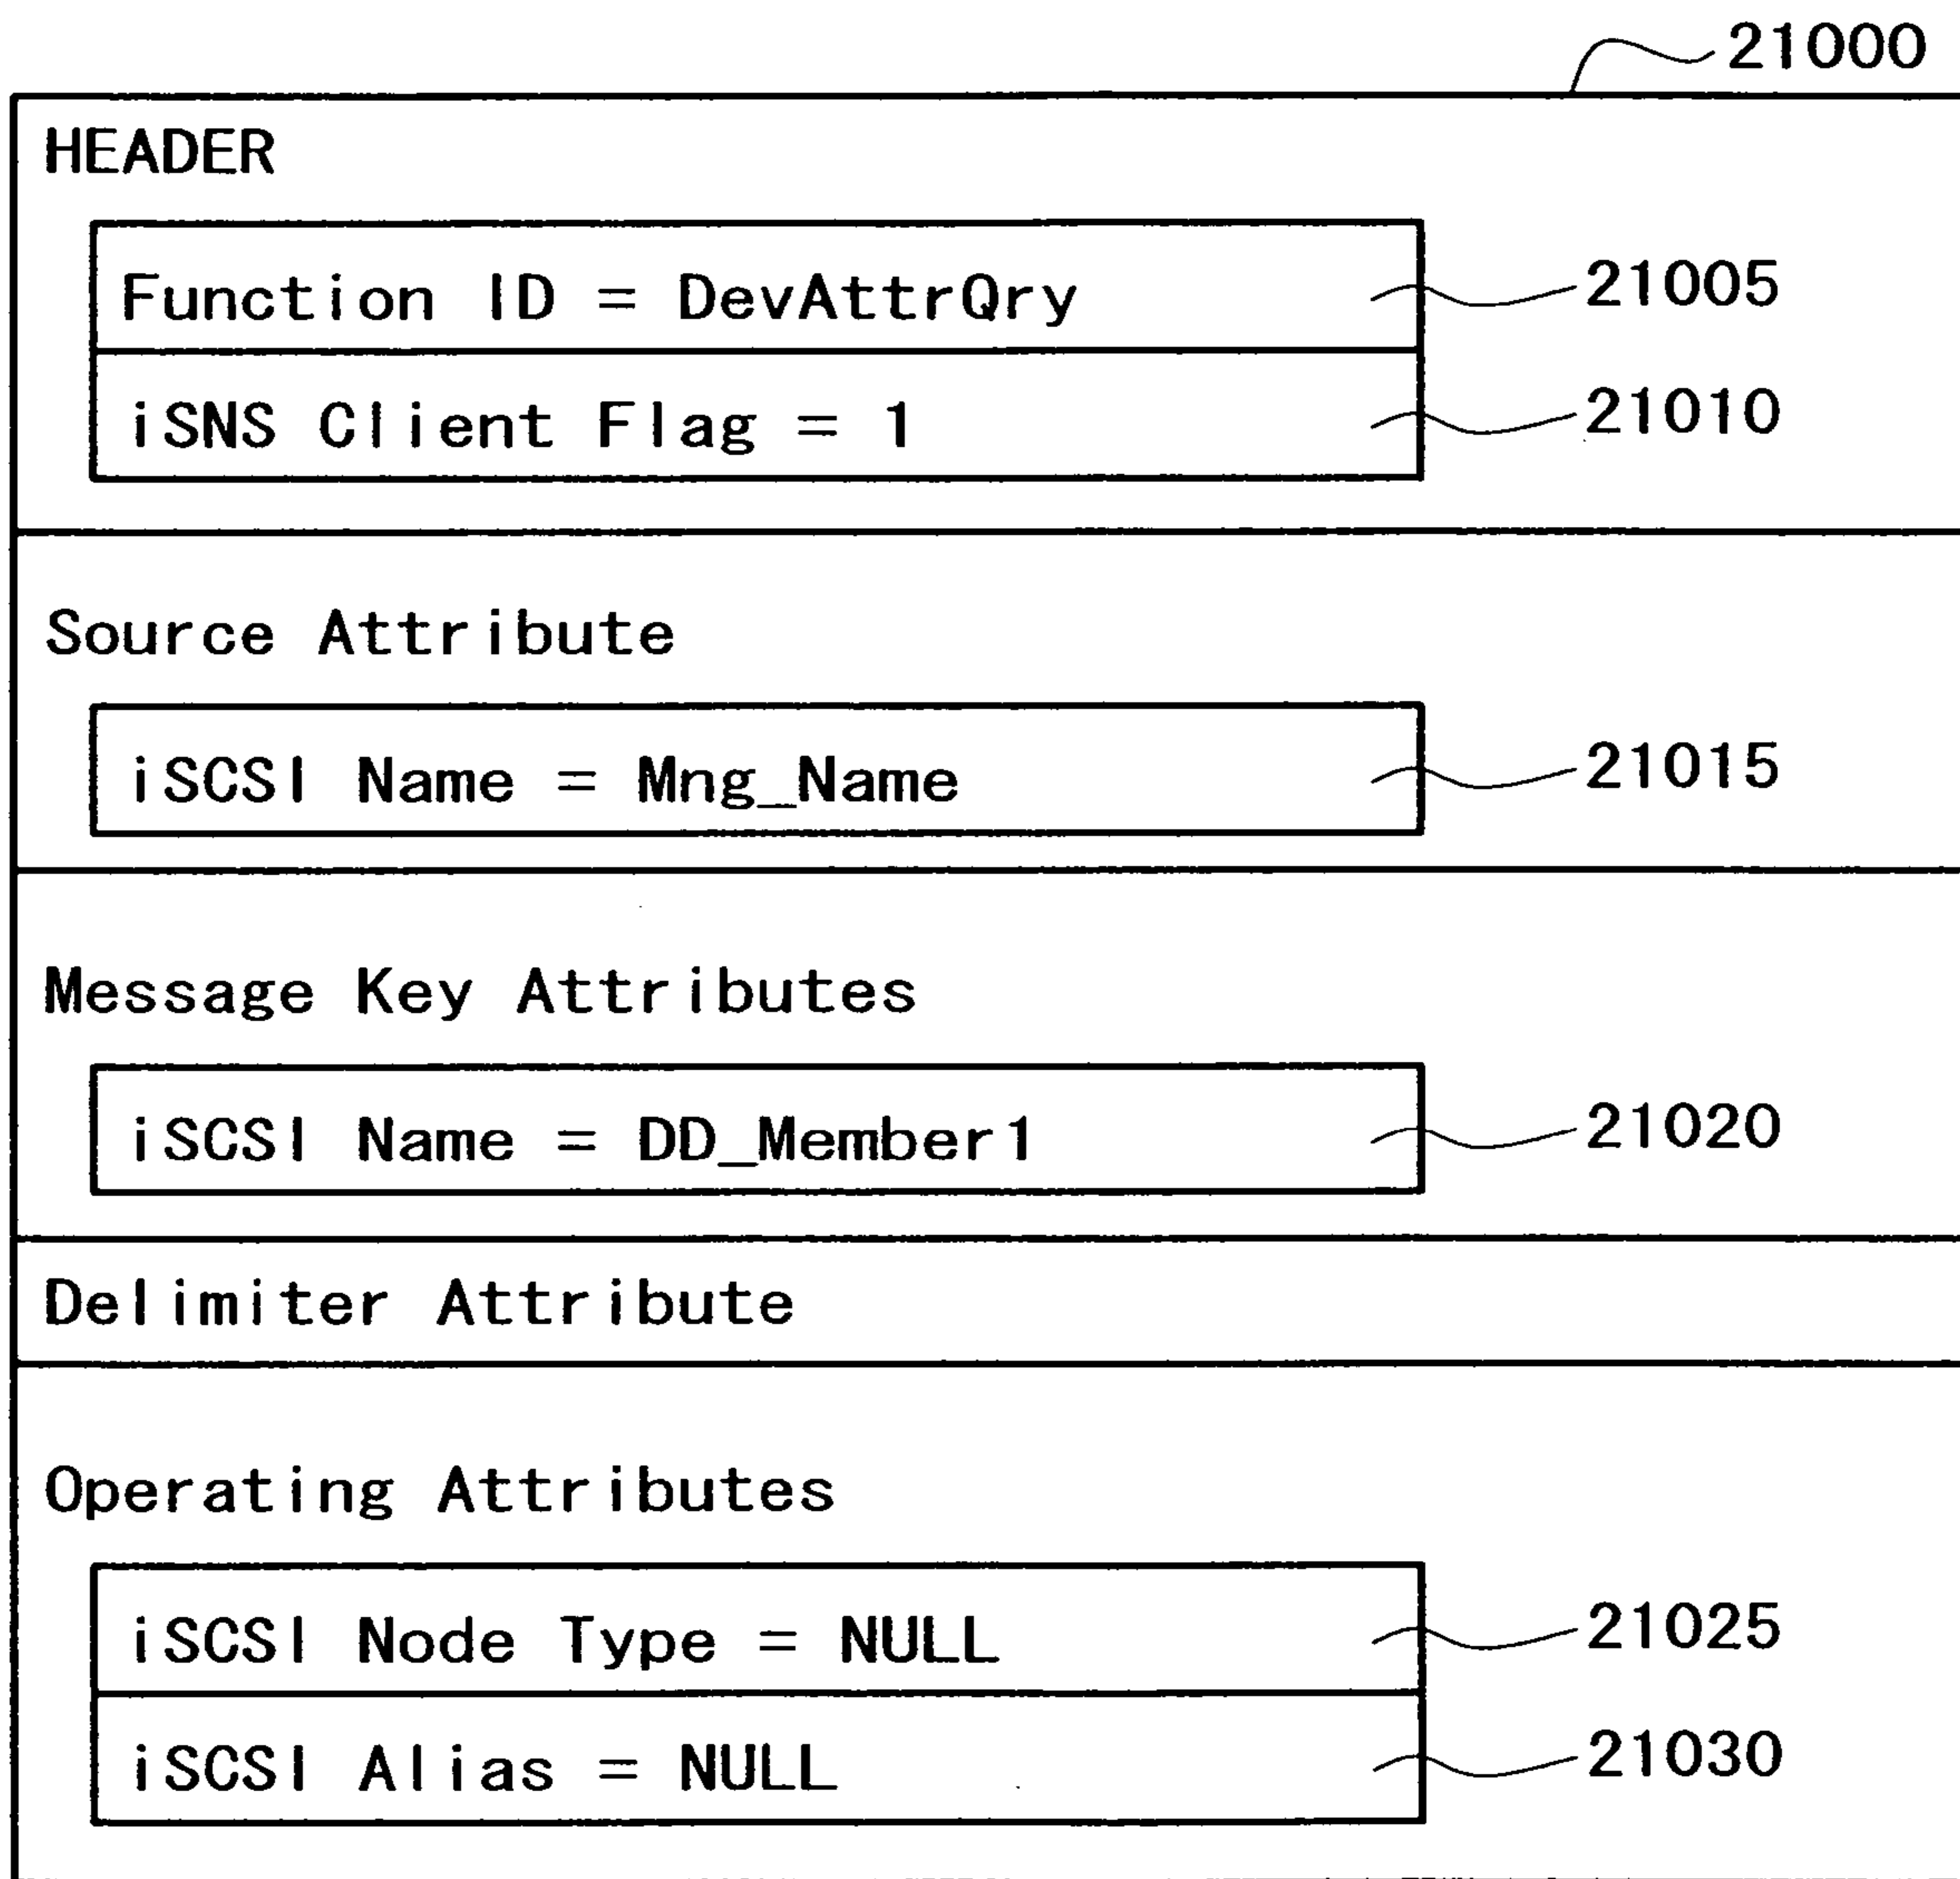 21000
HEADER
Function ID = DevAttrQry
21005
iSNS Client Flag = 1
21010
Source Attribute
iSCSI Name = Mng_Name
21015
Message Key Attributes
iSCSI Name = DD_Member1
21020
Delimiter Attribute
Operating Attributes
iSCSI Node Type = NULL
21025
iSCSI Alias = NULL
21030